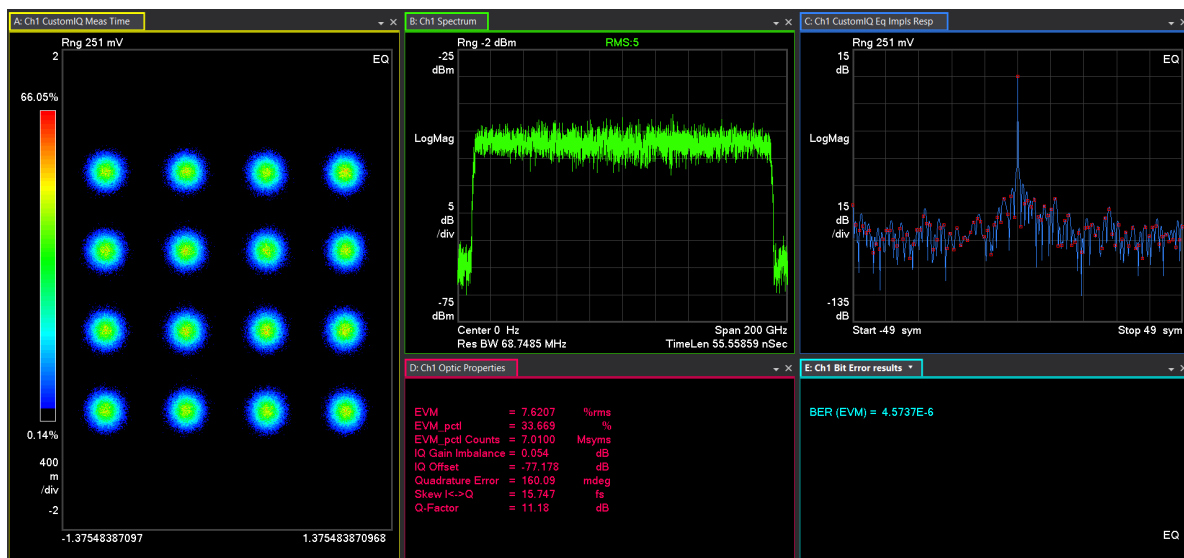 A: Ch1 CustomIQ Meas Time
Rng 251 mV
2
EQ
66.05%
0.14%
400
m
/div
-2
-1.37548387097
1.375483870968
B: Ch1 Spectrum
Rng -2 dBm
RMS:5
-25
dBm
LogMag
5
dB
/div
-75
dBm
Center 0 Hz
Span 200 GHz
Res BW 68.7485 MHz
TimeLen 55.55859 nSec
C: Ch1 CustomIQ Eq Impls Resp
Rng 251 mV
15
dB
EQ
LogMag
15
dB
/div
-135
dB
Start -49 sym
Stop 49 sym
D: Ch1 Optic Properties
EVM = 7.6207 %rms
EVM_pctl = 33.669 %
EVM_pctl Counts = 7.0100 Msyms
IQ Gain Imbalance = 0.054 dB
IQ Offset = -77.178 dB
Quadrature Error = 160.09 mdeg
Skew I<->Q = 15.747 fs
Q-Factor = 11.18 dB
E: Ch1 Bit Error results
BER (EVM) = 4.5737E-6
EQ